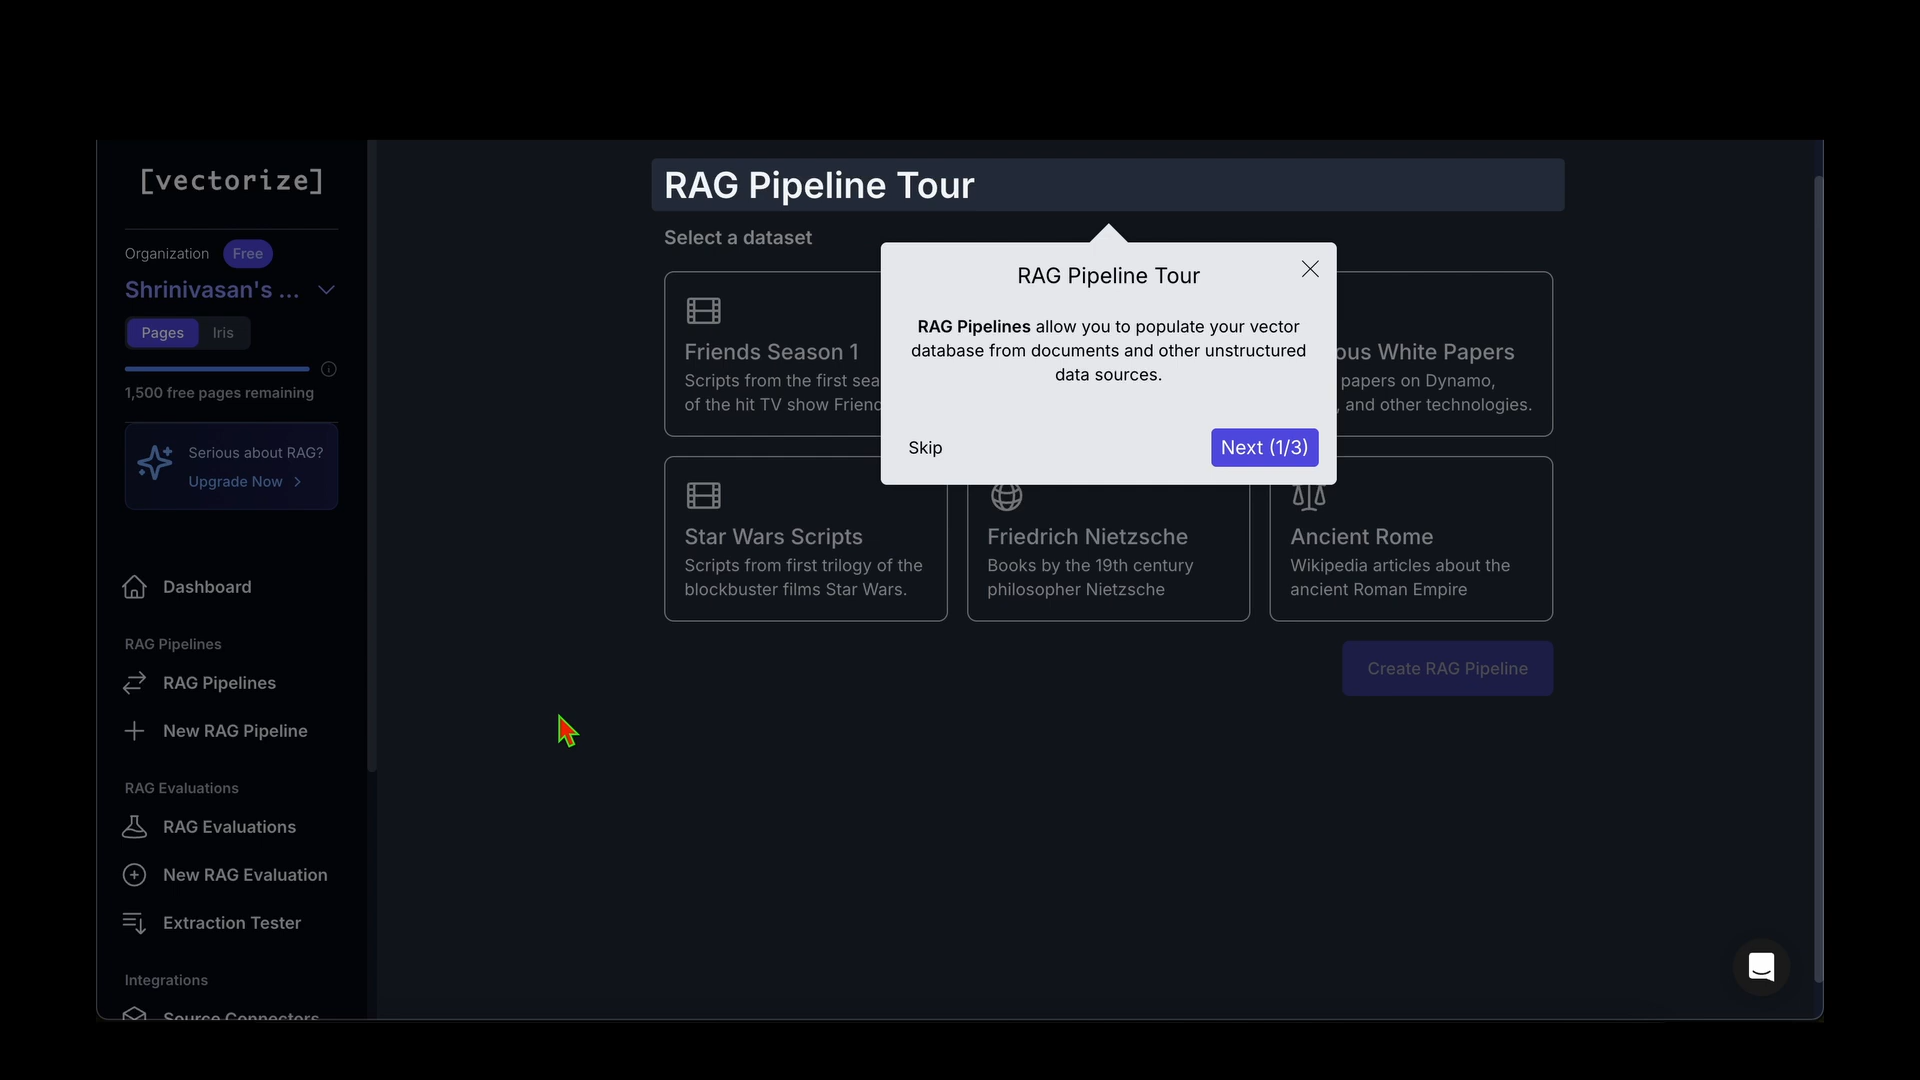 [vectorize]
Organization Free
Shrinivasan's ...
Pages Iris
1,500 free pages remaining
Serious about RAG?
Upgrade Now
Dashboard
RAG Pipelines
RAG Pipelines
New RAG Pipeline
RAG Evaluations
RAG Evaluations
New RAG Evaluation
Extraction Tester
Integrations
Source Connectors
RAG Pipeline Tour
Select a dataset
RAG Pipeline Tour
RAG Pipelines allow you to populate your vector
database from documents and other unstructured
data sources.
Skip
Next (1/3)
Friends Season 1
Scripts from the first sea
of the hit TV show Frien
ous White Papers
papers on Dynamo,
, and other technologies.
Star Wars Scripts
Scripts from first trilogy of the
blockbuster films Star Wars.
Friedrich Nietzsche
Books by the 19th century
philosopher Nietzsche
Ancient Rome
Wikipedia articles about the
ancient Roman Empire
Create RAG Pipeline